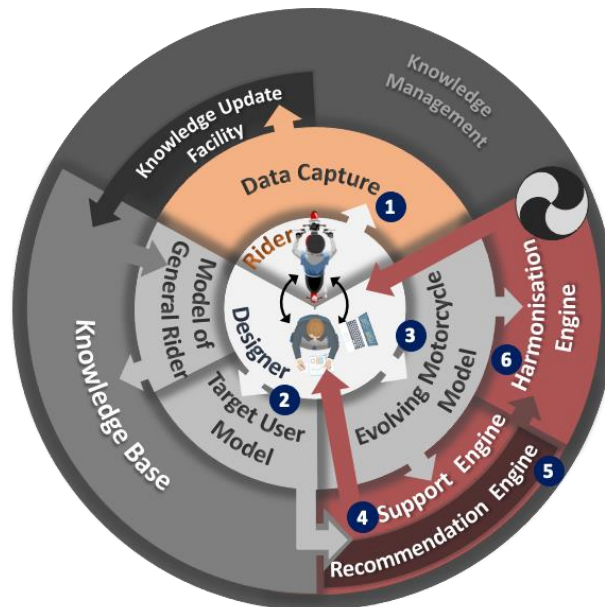 Knowledge
Management
Knowledge Update
Facility
Data Capture
1
Rider
Model of
General Rider
Designer
3
Harmonisation
Engine
6
Evolving Motorcycle
Model
2
Target User
Model
Knowledge Base
4
Support Engine
5
Recommendation Engine